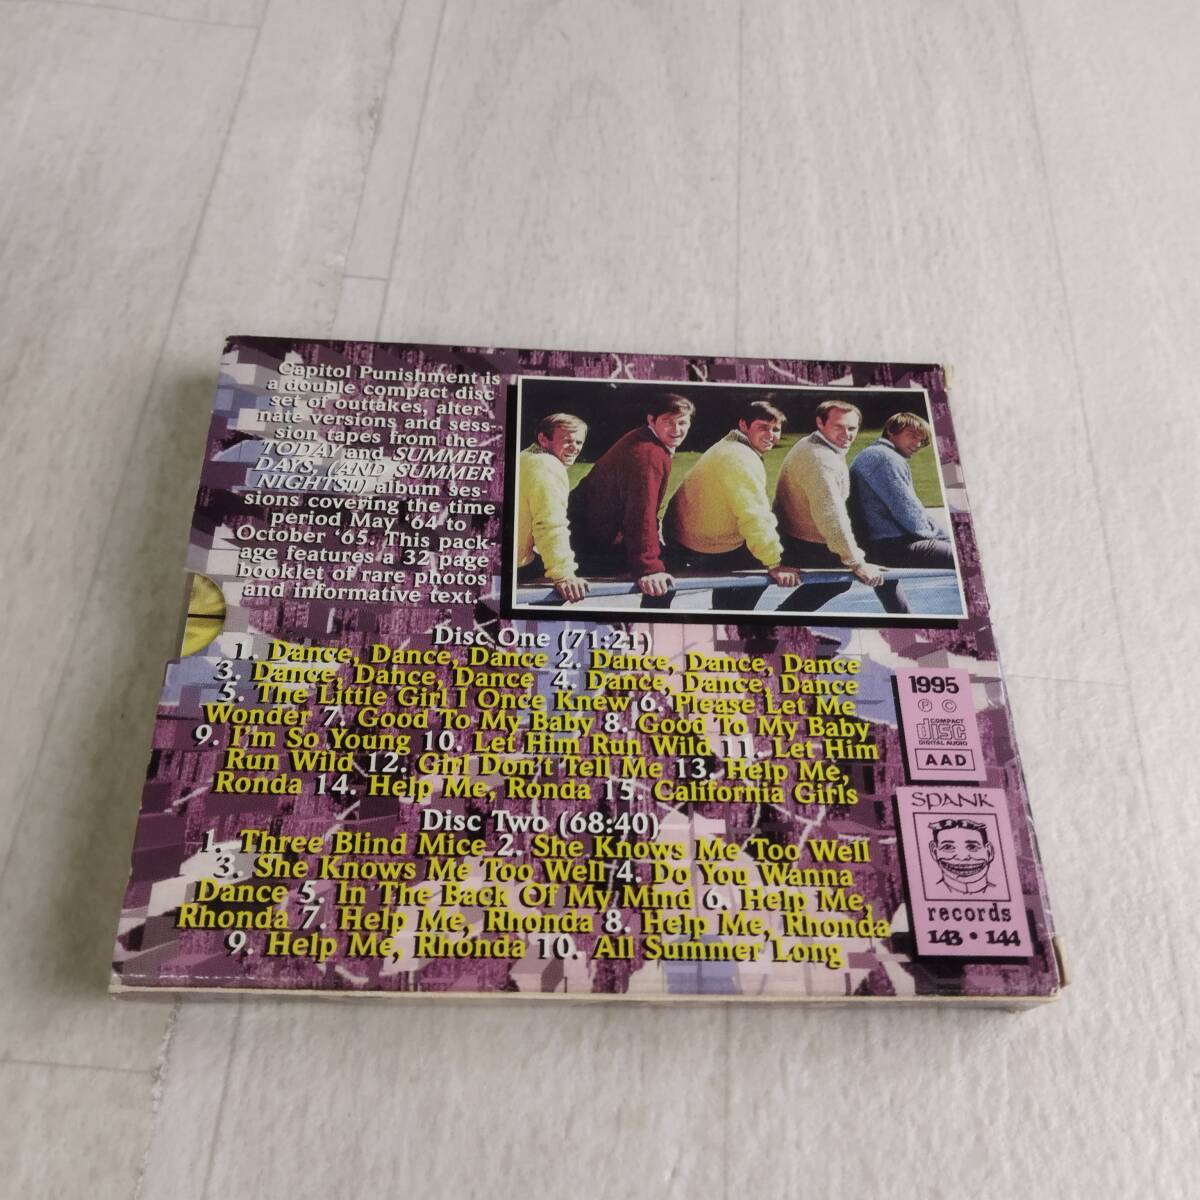 Capitol Punishment is
a double compact disc
set of outtakes, alter-
nate versions and sess-
sion tapes from the
TODAY and SUMMER
DAYS, (AND SUMMER
NIGHTS!!) album ses-
sions covering the time
period May ‘64 to
October ‘65. This pack-
age features a 32 page
booklet of rare photos
and informative text.
Disc One (71:21)
1. Dance, Dance, Dance 2. Dance, Dance, Dance
3. Dance, Dance, Dance 4. Dance, Dance, Dance
5. The Little Girl I Once Knew 6. Please Let Me
Wonder 7. Good To My Baby 8. Good To My Baby
9. I'm So Young 10. Let Him Run Wild 11. Let Him
Run Wild 12. Girl Don't Tell Me 13. Help Me,
Ronda 14. Help Me, Ronda 15. California Girls
Disc Two (68:40)
1. Three Blind Mice 2. She Knows Me Too Well
3. She Knows Me Too Well 4. Do You Wanna
Dance 5. In The Back Of My Mind 6. Help Me,
Rhonda 7. Help Me, Rhonda 8. Help Me, Rhonda
9. Help Me, Rhonda 10. All Summer Long
1995
Ⓟ Ⓒ
COMPACT
disc
DIGITAL AUDIO
AAD
SPANK
records
143 • 144